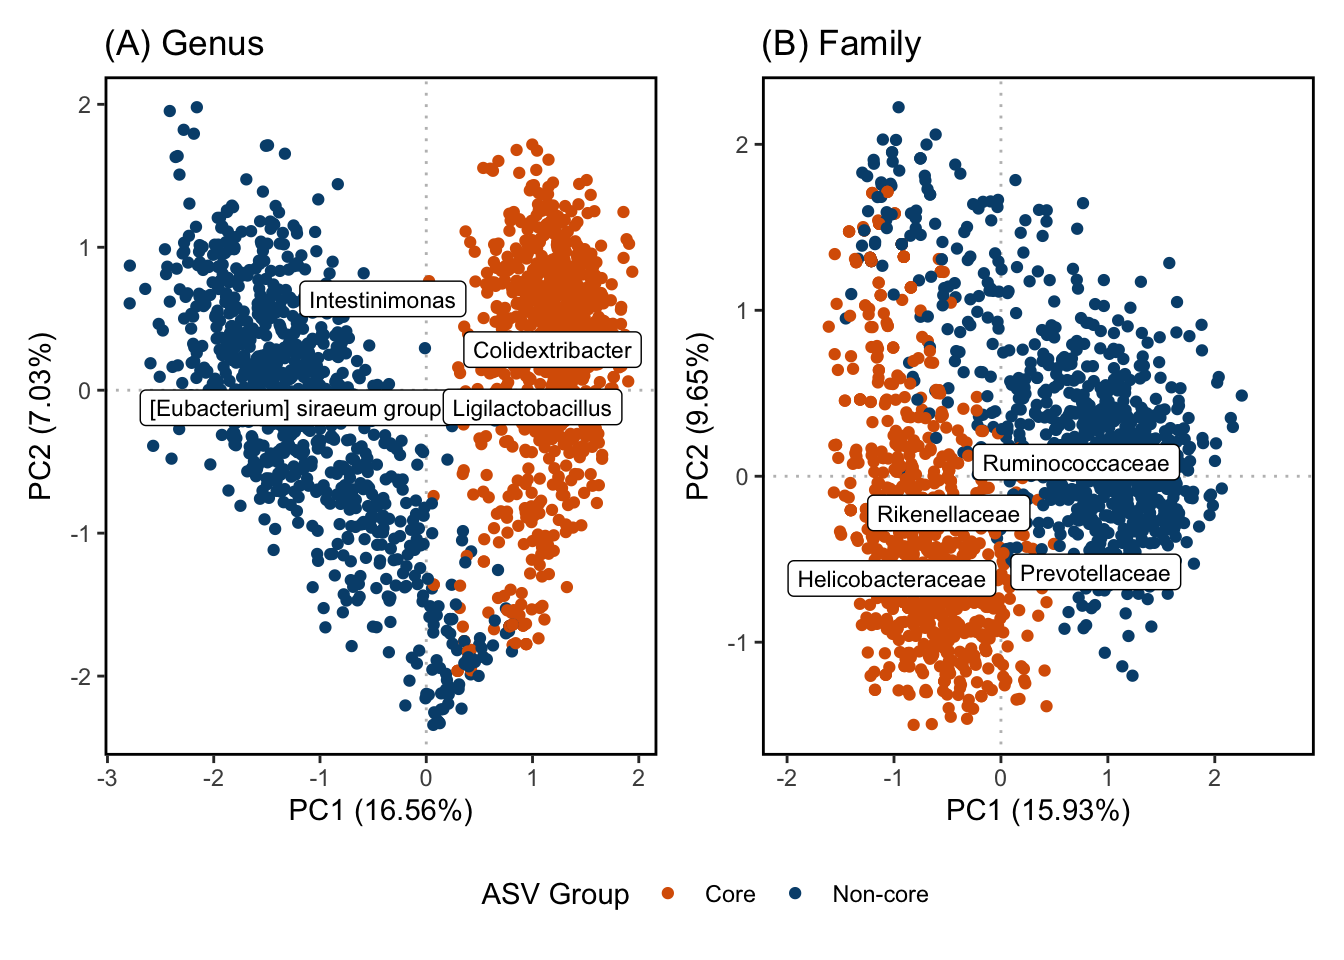 (A) Genus
(B) Family
2
1
0
-1
-2
PC2 (7.03%)
Intestinimonas
Colidextribacter
[Eubacterium] siraeum group
Ligilactobacillus
-3
-2
-1
0
1
2
PC1 (16.56%)
2
1
0
-1
PC2 (9.65%)
Ruminococcaceae
Rikenellaceae
Prevotellaceae
Helicobacteraceae
-2
-1
0
1
2
PC1 (15.93%)
ASV Group
Core
Non-core